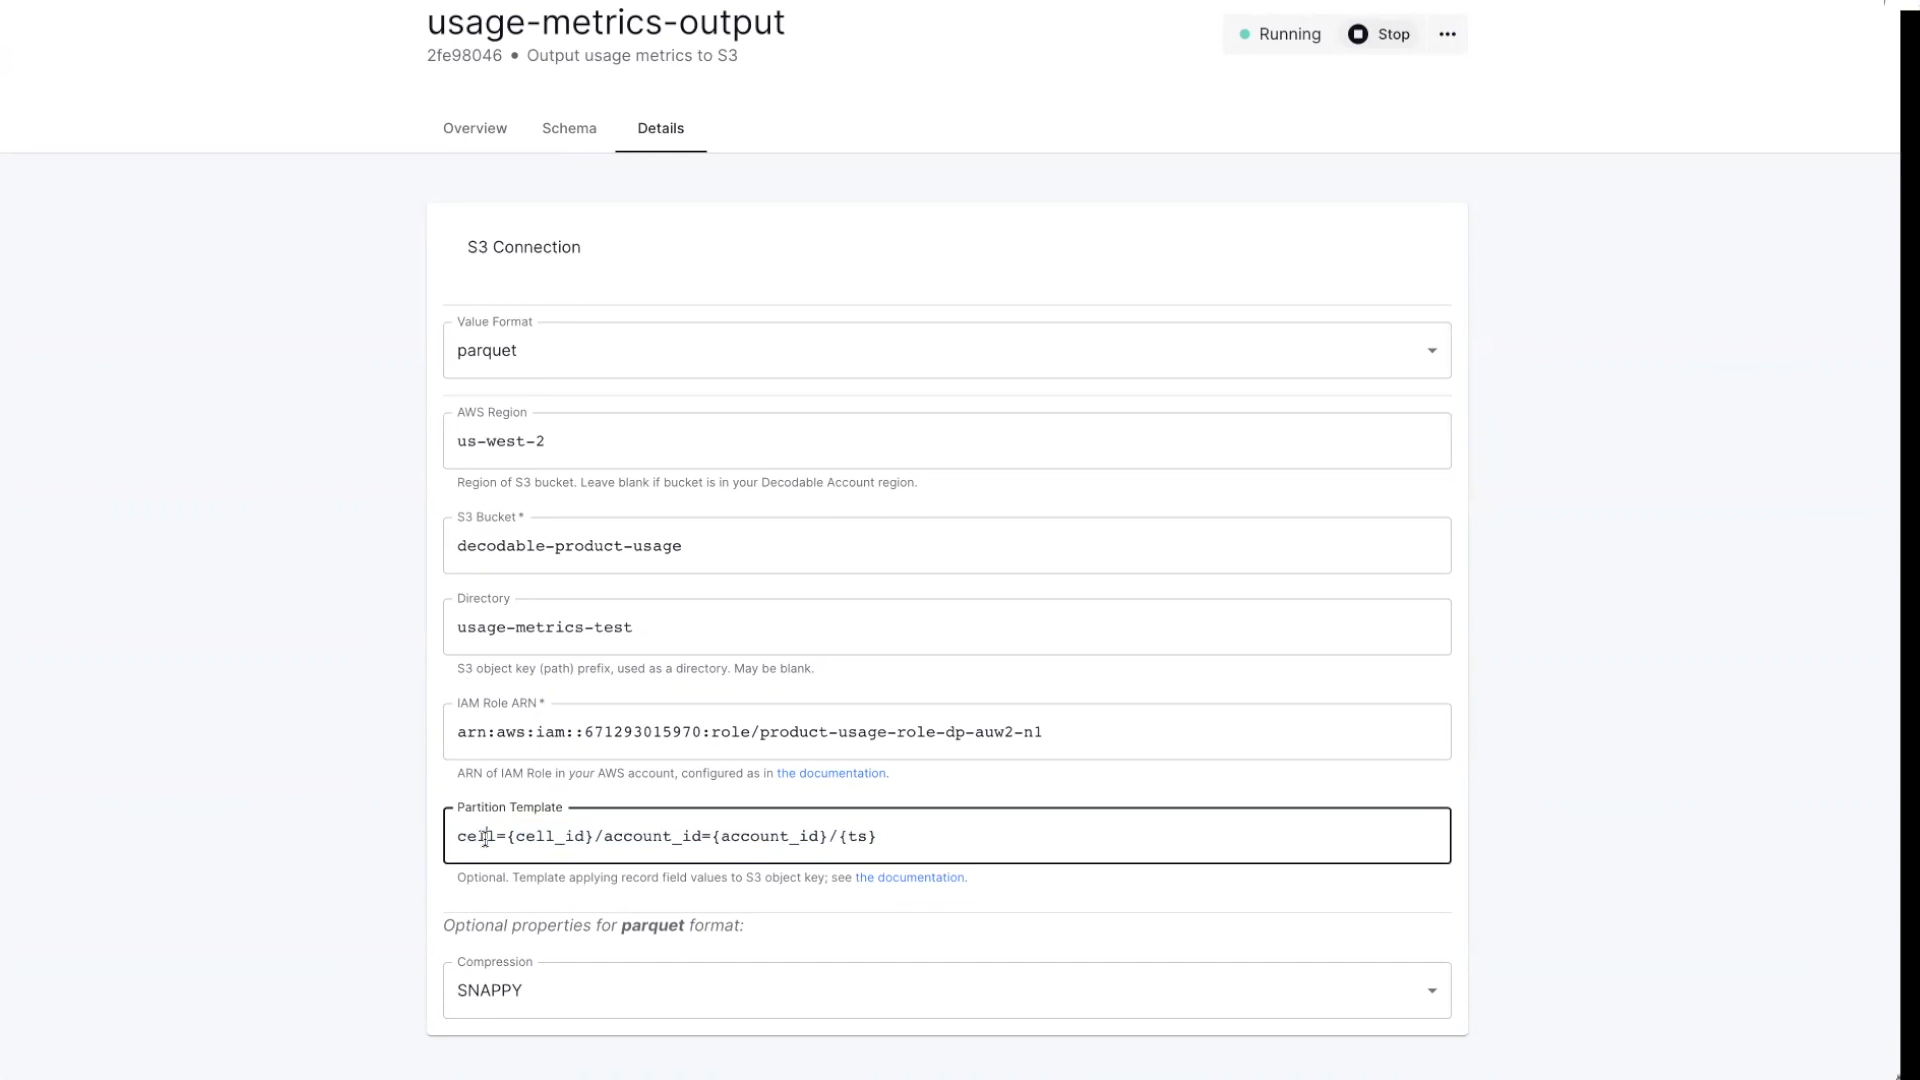 usage-metrics-output
Running
Stop
2fe98046 • Output usage metrics to S3
Overview
Schema
Details
S3 Connection
Value Format
parquet
AWS Region
us-west-2
Region of S3 bucket. Leave blank if bucket is in your Decodable Account region.
S3 Bucket*
decodable-product-usage
Directory
usage-metrics-test
S3 object key (path) prefix, used as a directory. May be blank.
IAM Role ARN*
arn:aws:iam::671293015970:role/product-usage-role-dp-auw2-n1
ARN of IAM Role in your AWS account, configured as in the documentation.
Partition Template
cell={cell_id}/account_id={account_id}/{ts}
Optional. Template applying record field values to S3 object key; see the documentation.
Optional properties for parquet format:
Compression
SNAPPY